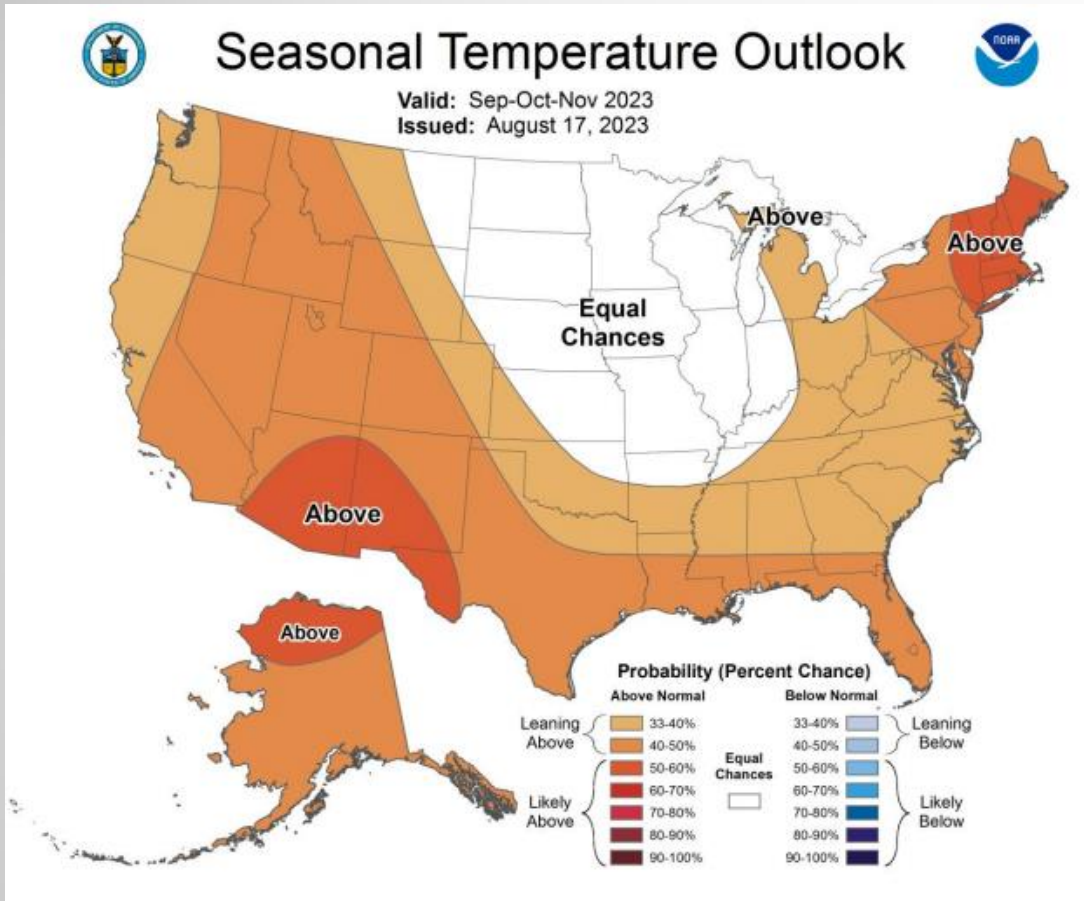 Seasonal Temperature Outlook
NOAA
Valid: Sep-Oct-Nov 2023
Issued: August 17, 2023
Above
Above
Equal
Chances
Above
Above
Probability (Percent Chance)
Above Normal
Below Normal
Leaning
Above
33-40%
40-50%
Likely
Above
50-60%
60-70%
70-80%
80-90%
90-100%
Equal
Chances
33-40%
40-50%
Leaning
Below
50-60%
60-70%
70-80%
80-90%
90-100%
Likely
Below